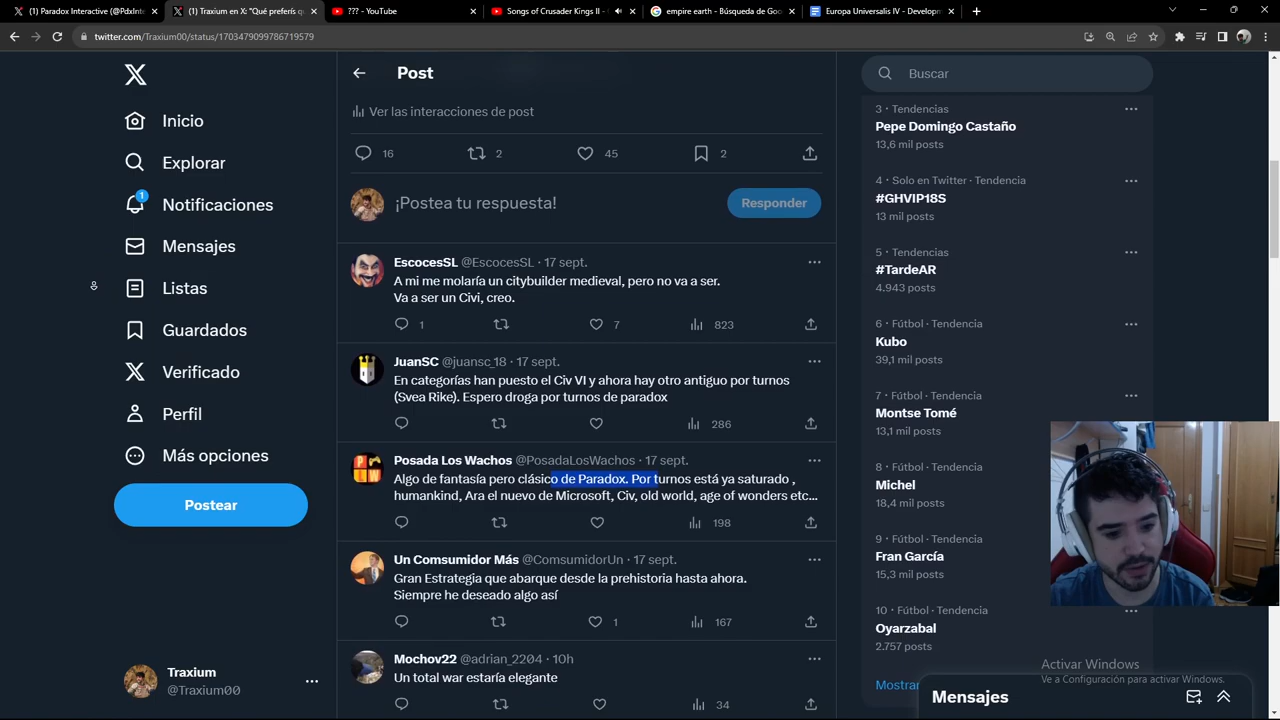 (1) Paradox Interactive (@PdxInte
(1) Traxium en X: "Qué preferís q
??? - YouTube
Songs of Crusader Kings II -
empire earth - Búsqueda de Goo
Europa Universalis IV - Developm
twitter.com/Traxium00/status/1703479099786719579
Inicio
Explorar
1
Notificaciones
Mensajes
Listas
Guardados
Verificado
Perfil
Más opciones
Postear
Traxium
@Traxium00
Post
Ver las interacciones de post
16 2 45 2
¡Postea tu respuesta!
Responder
EscocesSL @EscocesSL · 17 sept.
A mi me molaría un citybuilder medieval, pero no va a ser.
Va a ser un Civi, creo.
1 7 823
JuanSC @juansc_18 · 17 sept.
En categorías han puesto el Civ VI y ahora hay otro antiguo por turnos
(Svea Rike). Espero droga por turnos de paradox
286
Posada Los Wachos @PosadaLosWachos · 17 sept.
Algo de fantasía pero clásico de Paradox. Por turnos está ya saturado ,
humankind, Ara el nuevo de Microsoft, Civ, old world, age of wonders etc...
198
Un Comsumidor Más @ComsumidorUn · 17 sept.
Gran Estrategia que abarque desde la prehistoria hasta ahora.
Siempre he deseado algo así
1 167
Mochov22 @adrian_2204 · 10h
Un total war estaría elegante
34
Buscar
3 · Tendencias
Pepe Domingo Castaño
13,6 mil posts
4 · Solo en Twitter · Tendencia
#GHVIP18S
13 mil posts
5 · Tendencias
#TardeAR
4.943 posts
6 · Fútbol · Tendencia
Kubo
39,1 mil posts
7 · Fútbol · Tendencia
Montse Tomé
13,1 mil posts
8 · Fútbol · Tendencia
Michel
18,4 mil posts
9 · Fútbol · Tendencia
Fran García
15,3 mil posts
10 · Fútbol · Tendencia
Oyarzabal
2.757 posts
Mostrar
Activar Windows
Ve a Configuración para activar Windows.
Mensajes